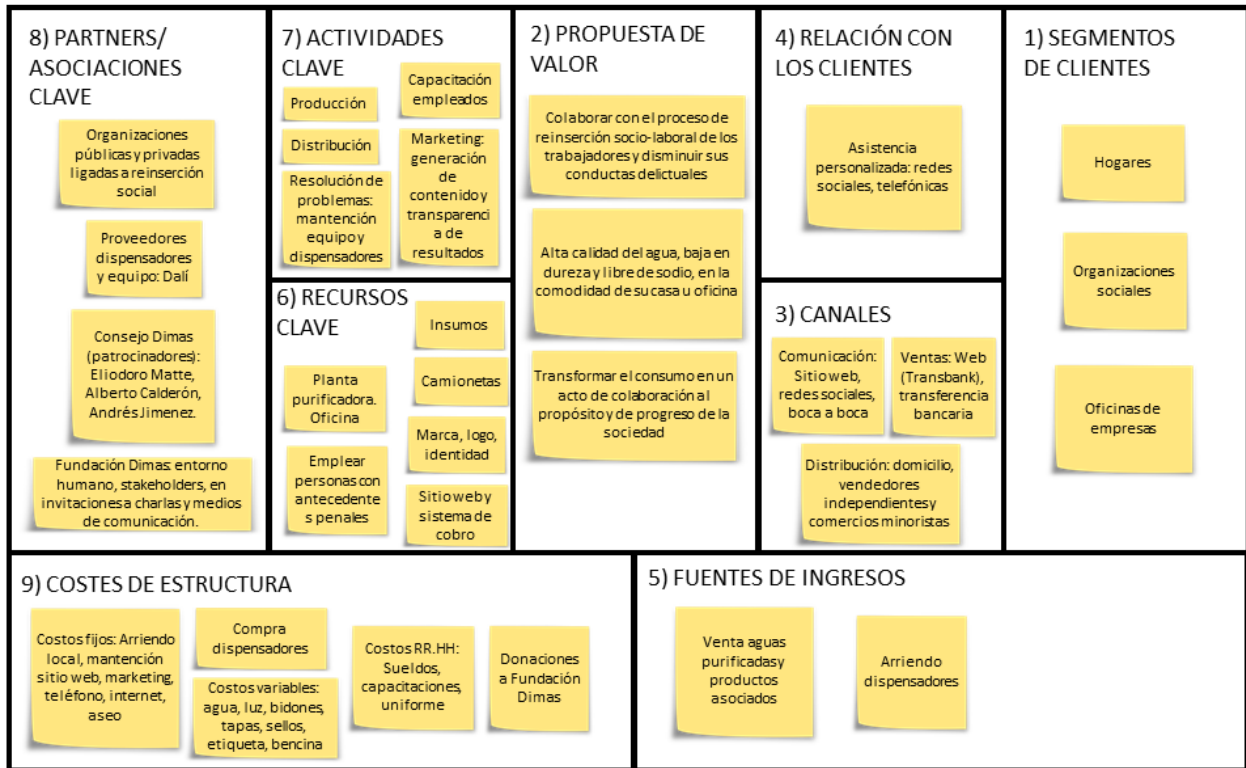 8) PARTNERS/
ASOCIACIONES
CLAVE
Organizaciones
públicas y privadas
ligadas a reinserción
social
Proveedores
dispensadores
y equipo: Dalí
Consejo Dimas
(patrocinadores):
Eliodoro Matte,
Alberto Calderón,
Andrés Jimenez.
Fundación Dimas: entorno
humano, stakeholders, en
invitaciones a charlas y medios
de comunicación.
7) ACTIVIDADES
CLAVE
Capacitación
empleados
Producción
Distribución
Marketing:
generación
de
contenido y
transparenci
a de
resultados
Resolución de
problemas:
mantención
equipo y
dispensadores
6) RECURSOS
CLAVE
Insumos
Planta
purificadora.
Oficina
Camionetas
Marca, logo,
identidad
Emplear
personas con
antecedente
s penales
Sitio web y
sistema de
cobro
2) PROPUESTA DE
VALOR
Colaborar con el proceso de
reinserción socio-laboral de los
trabajadores y disminuir sus
conductas delictuales
Alta calidad del agua, baja en
dureza y libre de sodio, en la
comodidad de su casa u oficina
Transformar el consumo en un
acto de colaboración al
propósito y de progreso de la
sociedad
4) RELACIÓN CON
LOS CLIENTES
Asistencia
personalizada: redes
sociales, telefónicas
3) CANALES
Comunicación:
Sitio web,
redes sociales,
boca a boca
Ventas: Web
(Transbank),
transferencia
bancaria
Distribución: domicilio,
vendedores
independientes y
comercios minoristas
1) SEGMENTOS
DE CLIENTES
Hogares
Organizaciones
sociales
Oficinas de
empresas
9) COSTES DE ESTRUCTURA
Costos fijos: Arriendo
local, mantención
sitio web, marketing,
teléfono, internet,
aseo
Compra
dispensadores
Costos variables:
agua, luz, bidones,
tapas, sellos,
etiqueta, bencina
Costos RR.HH:
Sueldos,
capacitaciones,
uniforme
Donaciones
a Fundación
Dimas
5) FUENTES DE INGRESOS
Venta aguas
purificadas y
productos
asociados
Arriendo
dispensadores